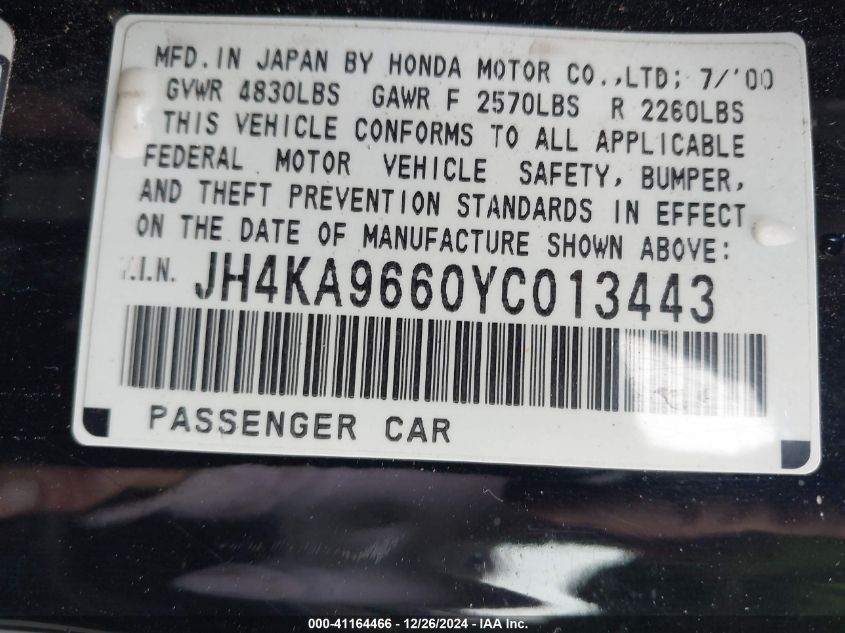 MFD. IN JAPAN BY HONDA MOTOR CO.,LTD; 7/'00
GVWR 4830LBS GAWR F 2570LBS R 2260LBS
THIS VEHICLE CONFORMS TO ALL APPLICABLE
FEDERAL MOTOR VEHICLE SAFETY, BUMPER,
AND THEFT PREVENTION STANDARDS IN EFFECT
ON THE DATE OF MANUFACTURE SHOWN ABOVE:
V.I.N. JH4KA9660YC013443
PASSENGER CAR
000-41164466 - 12/26/2024 - IAA Inc.